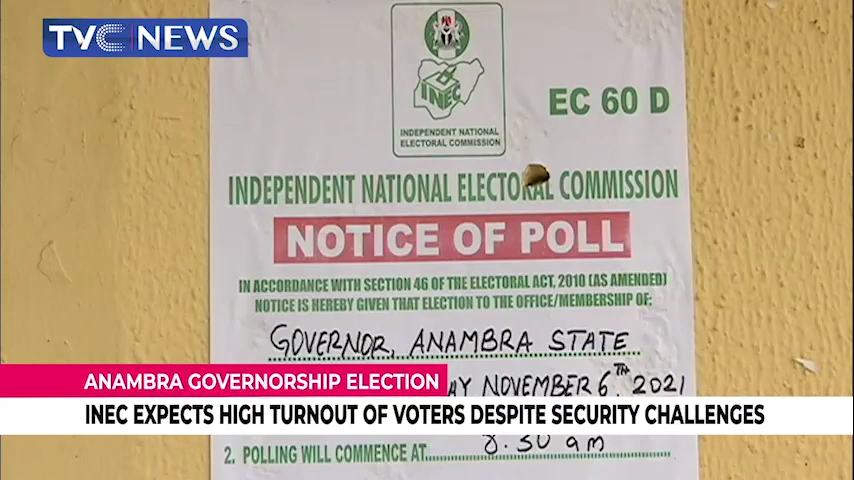 TVC NEWS
INEC
INDEPENDENT NATIONAL
ELECTORAL COMMISSION
EC 60 D
INDEPENDENT NATIONAL ELECTORAL COMMISSION
NOTICE OF POLL
IN ACCORDANCE WITH SECTION 46 OF THE ELECTORAL ACT, 2010 (AS AMENDED)
NOTICE IS HEREBY GIVEN THAT ELECTION TO THE OFFICE/MEMBERSHIP OF:
GOVERNOR, ANAMBRA STATE
ANAMBRA GOVERNORSHIP ELECTION
NOVEMBER 6TH, 2021
INEC EXPECTS HIGH TURNOUT OF VOTERS DESPITE SECURITY CHALLENGES
8.30 am
2. POLLING WILL COMMENCE AT